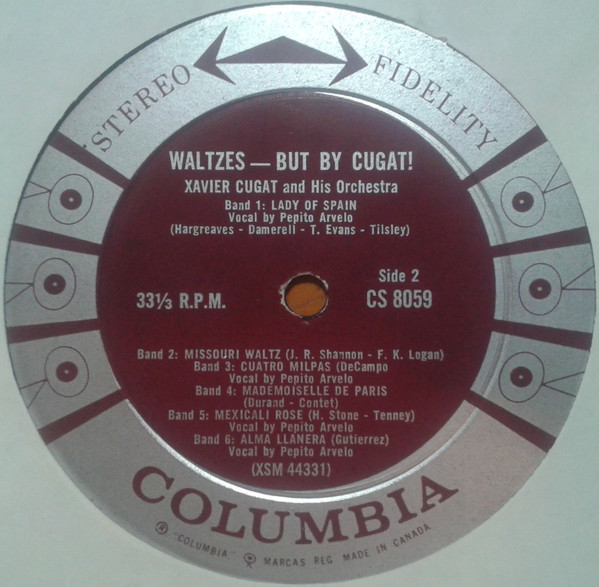 STEREO FIDELITY
WALTZES — BUT BY CUGAT!
XAVIER CUGAT and His Orchestra
Band 1: LADY OF SPAIN
Vocal by Pepito Arvelo
(Hargreaves - Damerell - T. Evans - Tilsley)
33⅓ R.P.M.
Side 2
CS 8059
Band 2: MISSOURI WALTZ (J. R. Shannon - F. K. Logan)
Band 3: CUATRO MILPAS (DeCampo
Vocal by Pepito Arvelo
Band 4: MADEMOISELLE DE PARIS
(Durand - Contet)
Band 5: MEXICALI ROSE (H. Stone - Tenney)
Band 6: ALMA LLANERA (Gutierrez)
Vocal by Pepito Arvelo
(XSM 44331)
COLUMBIA
® "COLUMBIA" MARCAS REG. MADE IN CANADA